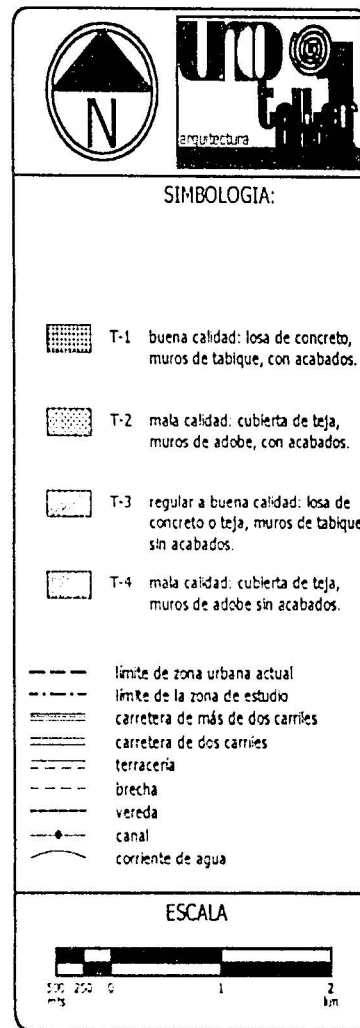 N
uno
taller
arquitectura
SIMBOLOGIA:
T-1 buena calidad: losa de concreto,
muros de tabique, con acabados.
T-2 mala calidad: cubierta de teja,
muros de adobe, con acabados.
T-3 regular a buena calidad: losa de
concreto o teja, muros de tabique
sin acabados.
T-4 mala calidad: cubierta de teja,
muros de adobe sin acabados.
límite de zona urbana actual
límite de la zona de estudio
carretera de más de dos carriles
carretera de dos carriles
terracería
brecha
vereda
canal
corriente de agua
ESCALA
500 250 0 1 2
mts km